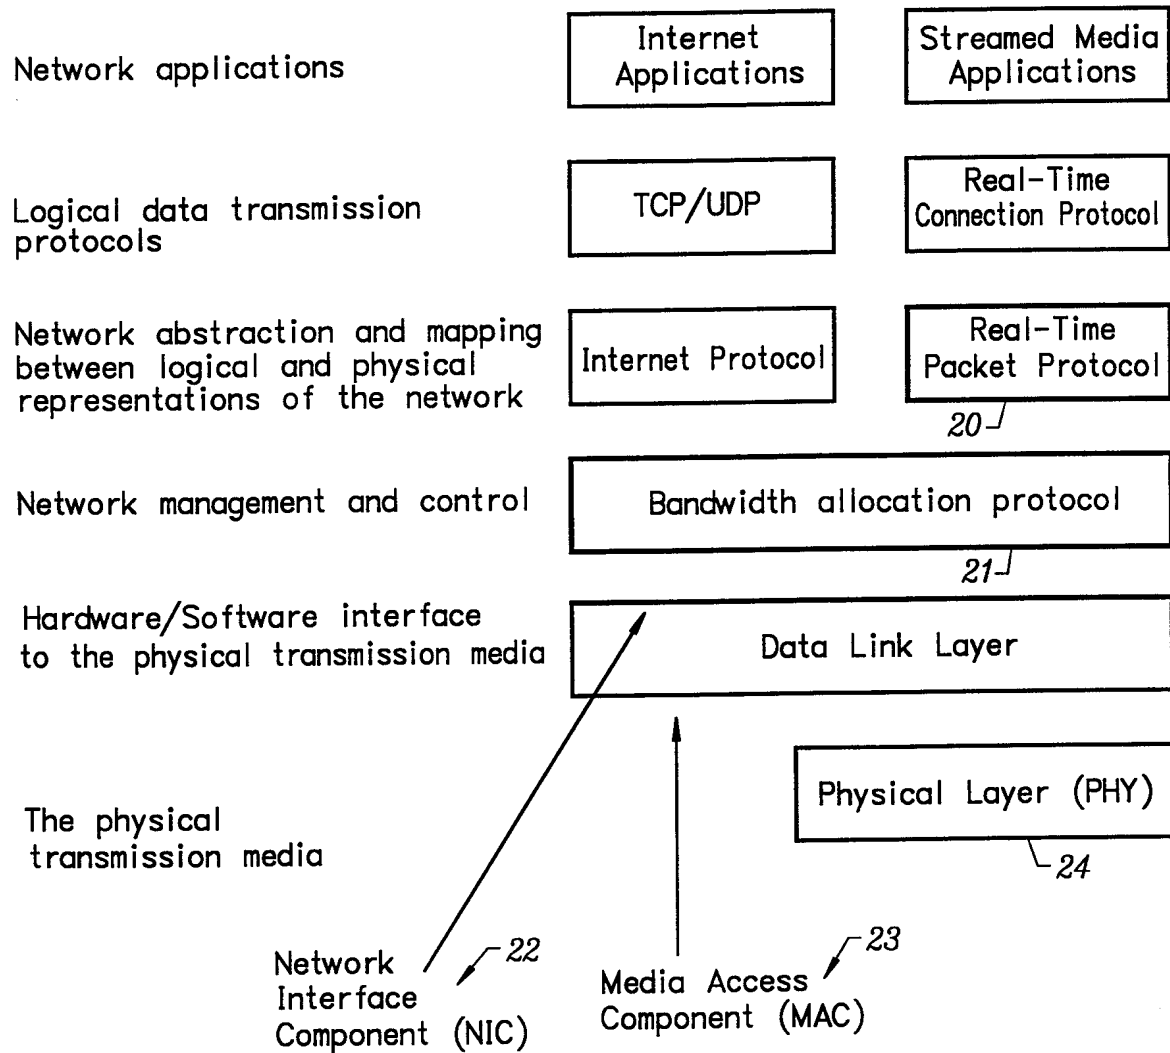 Network applications
Internet
Applications
Streamed Media
Applications
Logical data transmission
protocols
TCP/UDP
Real-Time
Connection Protocol
Network abstraction and mapping
between logical and physical
representations of the network
Internet Protocol
Real-Time
Packet Protocol
20
Network management and control
Bandwidth allocation protocol
21
Hardware/Software interface
to the physical transmission media
Data Link Layer
The physical
transmission media
Physical Layer (PHY)
24
Network
Interface
Component (NIC)
22
Media Access
Component (MAC)
23